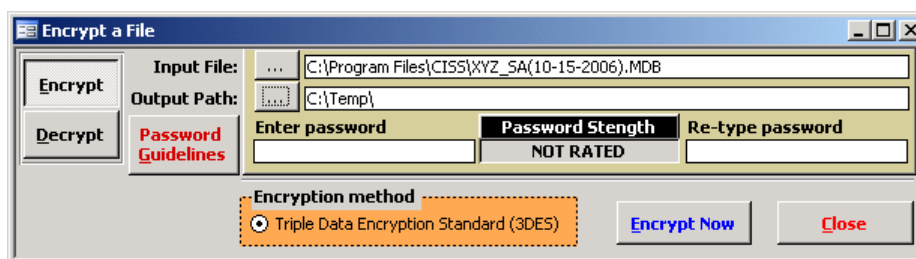 Encrypt a File
Encrypt
Decrypt
Input File:
... C:\Program Files\CISS\XYZ_SA(10-15-2006).MDB
Output Path:
... C:\Temp\
Password
Guidelines
Enter password
Password Stength
Re-type password
NOT RATED
Encryption method
Triple Data Encryption Standard (3DES)
Encrypt Now
Close